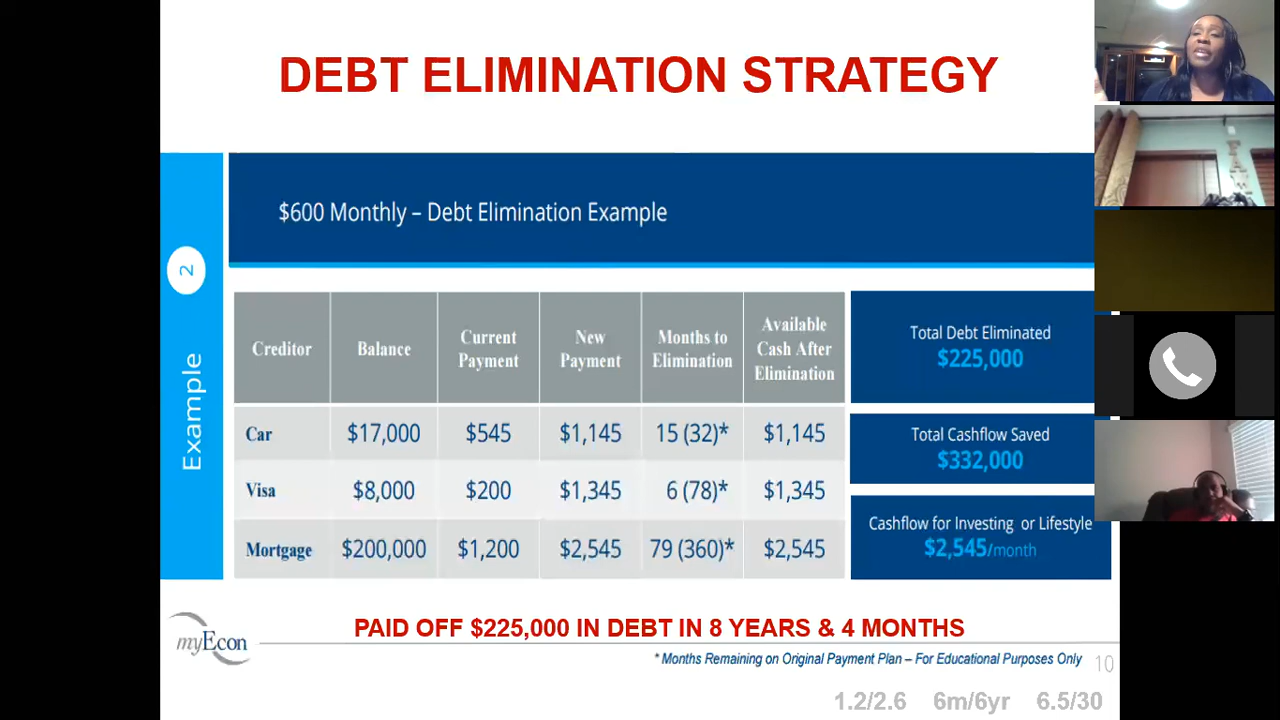 DEBT ELIMINATION STRATEGY
$600 Monthly – Debt Elimination Example
Example 2
Creditor Balance Current Payment New Payment Months to Elimination Available Cash After Elimination
Car $17,000 $545 $1,145 15 (32)* $1,145
Visa $8,000 $200 $1,345 6 (78)* $1,345
Mortgage $200,000 $1,200 $2,545 79 (360)* $2,545
Total Debt Eliminated
$225,000
Total Cashflow Saved
$332,000
Cashflow for Investing or Lifestyle
$2,545/month
myEcon
PAID OFF $225,000 IN DEBT IN 8 YEARS & 4 MONTHS
* Months Remaining on Original Payment Plan – For Educational Purposes Only
10
1.2/2.6 6m/6yr 6.5/30